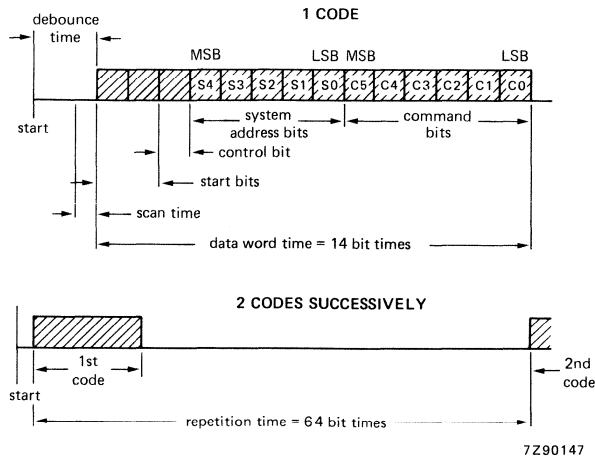 1 CODE
debounce
time
MSB
LSB MSB
LSB
S4 S3 S2 S1 S0 C5 C4 C3 C2 C1 C0
start
system
address bits
command
bits
control bit
start bits
scan time
data word time = 14 bit times
2 CODES SUCCESSIVELY
1st
code
2nd
code
start
repetition time = 64 bit times
7Z90147